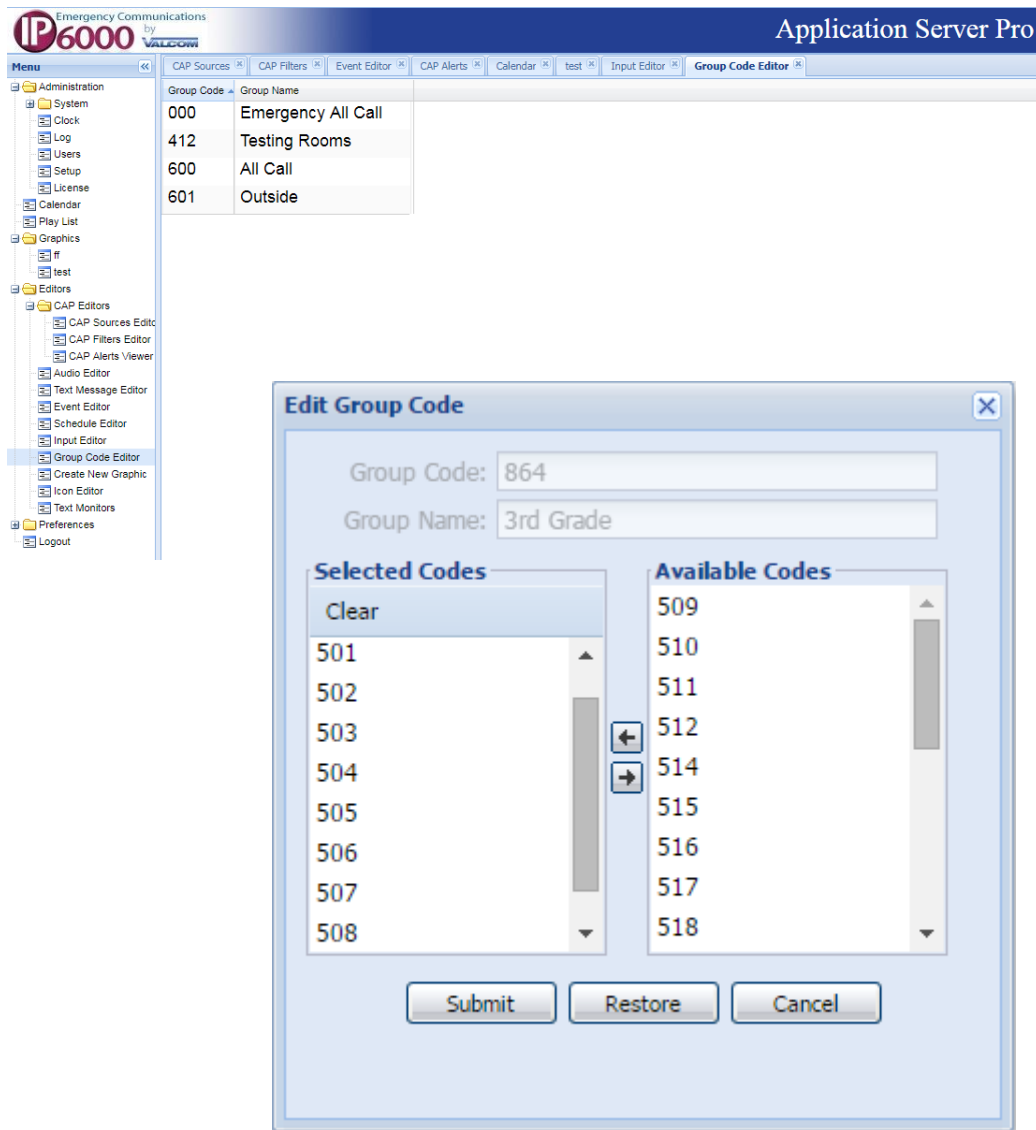 Emergency Communications
IP6000 by VALCOM
Application Server Pro
Menu
CAP Sources
CAP Filters
Event Editor
CAP Alerts
Calendar
test
Input Editor
Group Code Editor
Administration
System
Clock
Log
Users
Setup
License
Calendar
Play List
Graphics
ff
test
Editors
CAP Editors
CAP Sources Edito
CAP Filters Editor
CAP Alerts Viewer
Audio Editor
Text Message Editor
Event Editor
Schedule Editor
Input Editor
Group Code Editor
Create New Graphic
Icon Editor
Text Monitors
Preferences
Logout
Group Code Group Name
000 Emergency All Call
412 Testing Rooms
600 All Call
601 Outside
Edit Group Code
Group Code: 864
Group Name: 3rd Grade
Selected Codes
Clear
501
502
503
504
505
506
507
508
Available Codes
509
510
511
512
514
515
516
517
518
Submit
Restore
Cancel